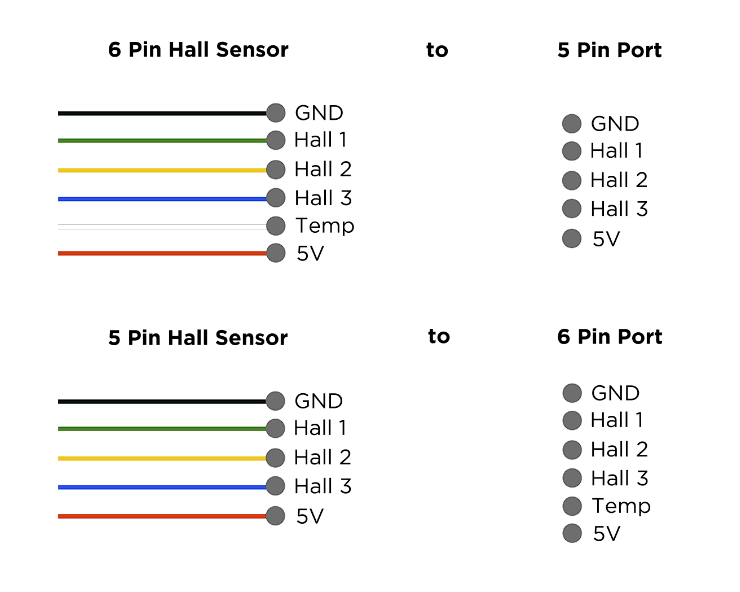 6 Pin Hall Sensor to 5 Pin Port
GND
Hall 1
Hall 2
Hall 3
Temp
5V
GND
Hall 1
Hall 2
Hall 3
5V
5 Pin Hall Sensor to 6 Pin Port
GND
Hall 1
Hall 2
Hall 3
5V
GND
Hall 1
Hall 2
Hall 3
Temp
5V